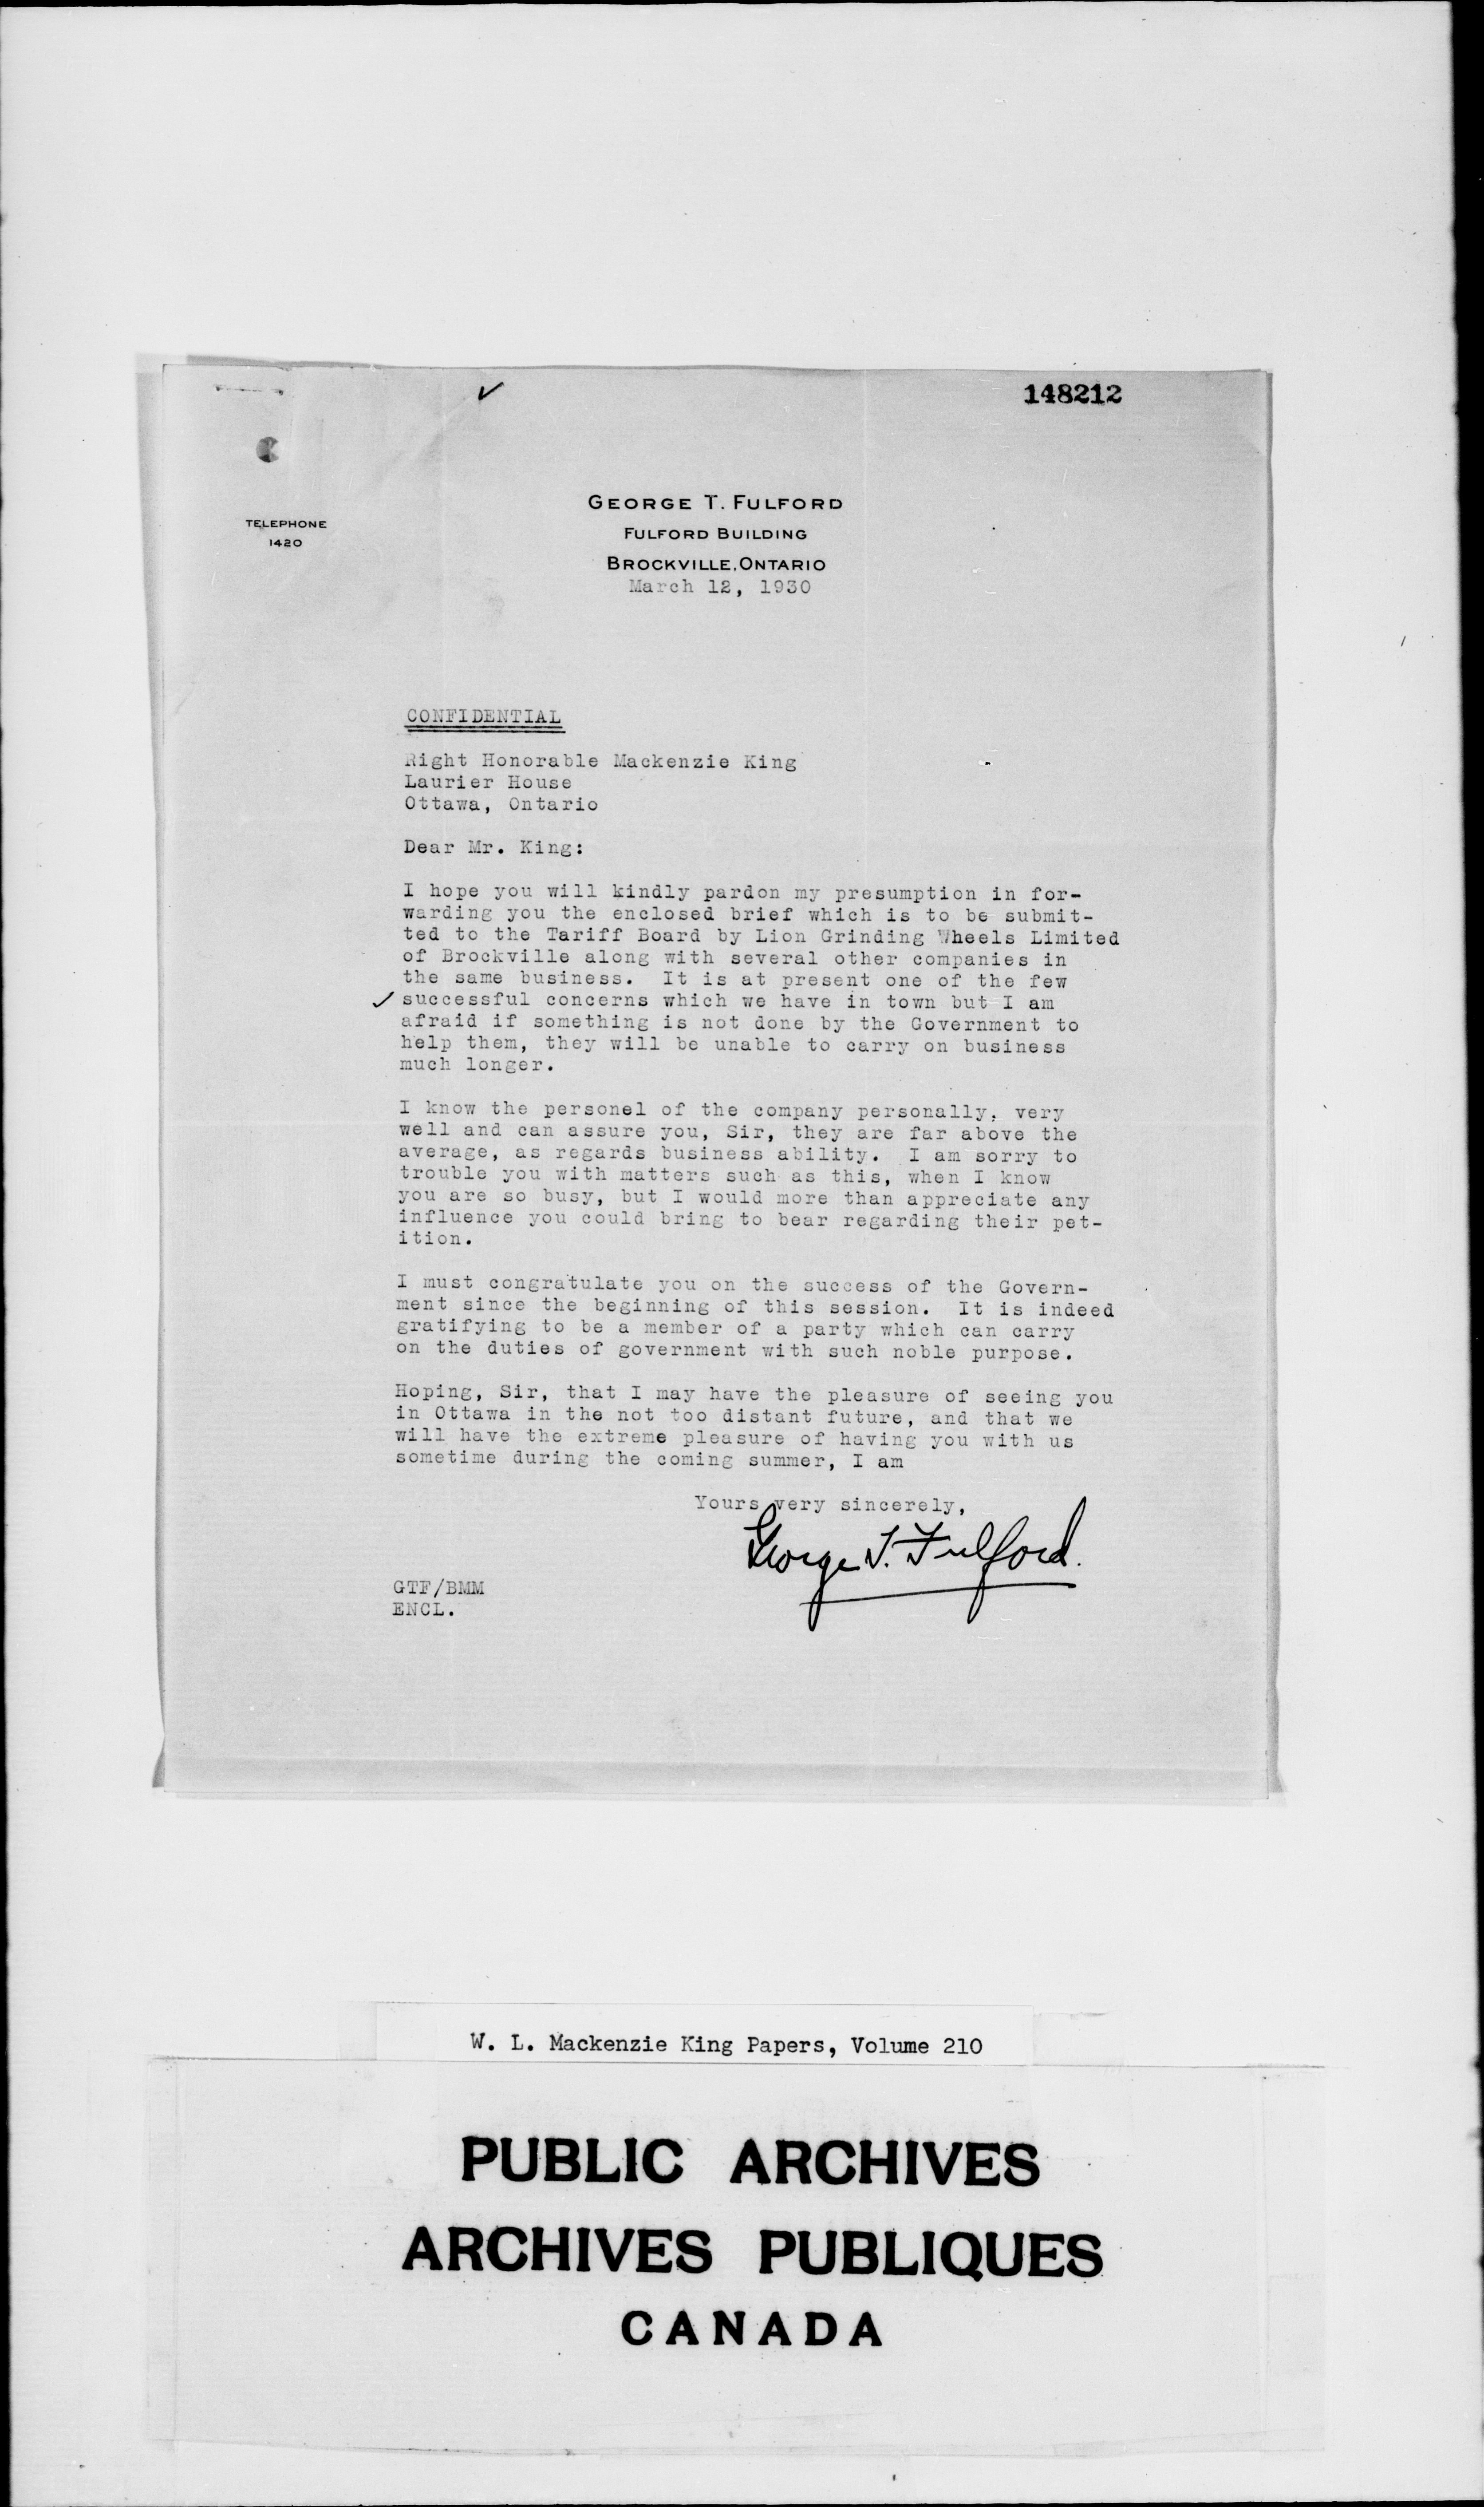 148212
GEORGE T. FULFORD
FULFORD BUILDING
BROCKVILLE, ONTARIO
TELEPHONE
1420
March 12, 1930
CONFIDENTIAL
Right Honorable Mackenzie King
Laurier House
Ottawa, Ontario
Dear Mr. King:
I hope you will kindly pardon my presumption in for-
warding you the enclosed brief which is to be submit-
ted to the Tariff Board by Lion Grinding Wheels Limited
of Brockville along with several other companies in
the same business. It is at present one of the few
successful concerns which we have in town but I am
afraid if something is not done by the Government to
help them, they will be unable to carry on business
much longer.
I know the personel of the company personally, very
well and can assure you, Sir, they are far above the
average, as regards business ability. I am sorry to
trouble you with matters such as this, when I know
you are so busy, but I would more than appreciate any
influence you could bring to bear regarding their pet-
ition.
I must congratulate you on the success of the Govern-
ment since the beginning of this session. It is indeed
gratifying to be a member of a party which can carry
on the duties of government with such noble purpose.
Hoping, Sir, that I may have the pleasure of seeing you
in Ottawa in the not too distant future, and that we
will have the extreme pleasure of having you with us
sometime during the coming summer, I am
Yours very sincerely,
George T. Fulford.
GTF/BMM
ENCL.
W. L. Mackenzie King Papers, Volume 210
PUBLIC ARCHIVES
ARCHIVES PUBLIQUES
CANADA